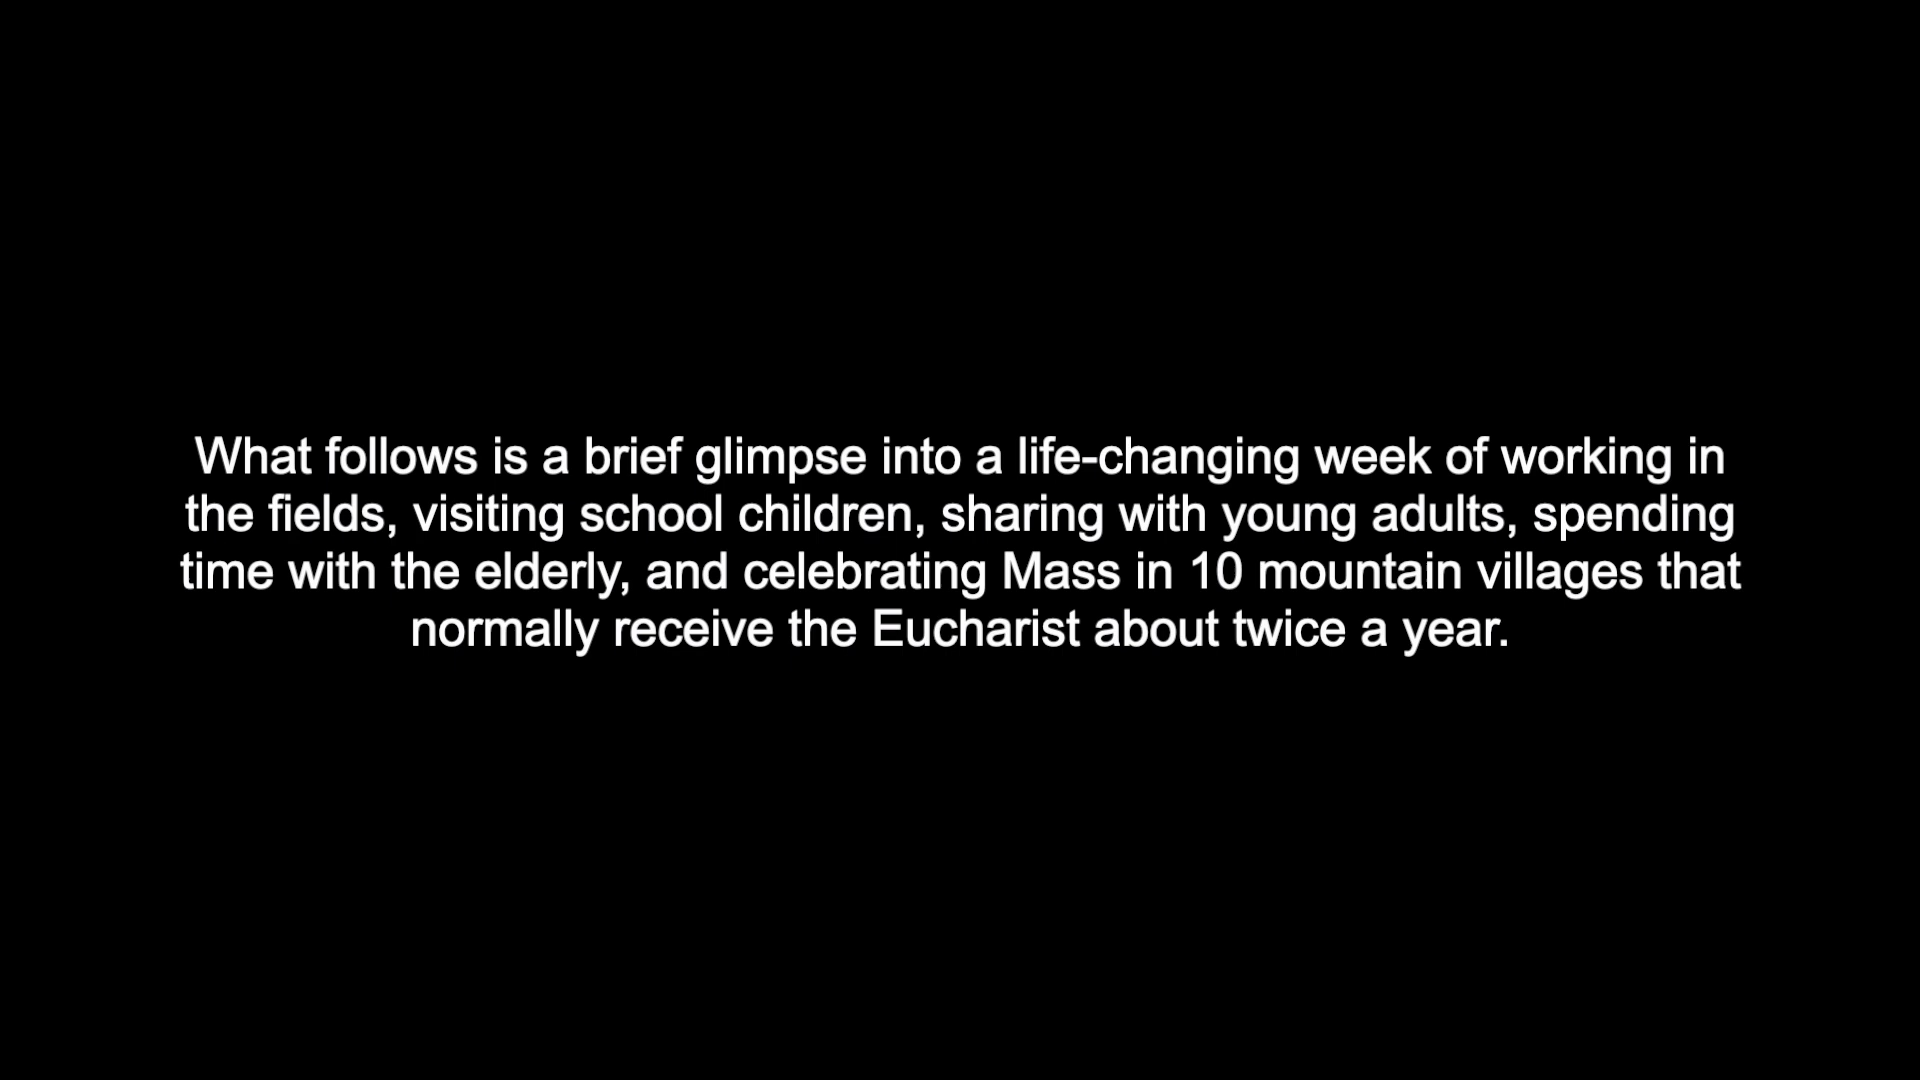 What follows is a brief glimpse into a life-changing week of working in
the fields, visiting school children, sharing with young adults, spending
time with the elderly, and celebrating Mass in 10 mountain villages that
normally receive the Eucharist about twice a year.